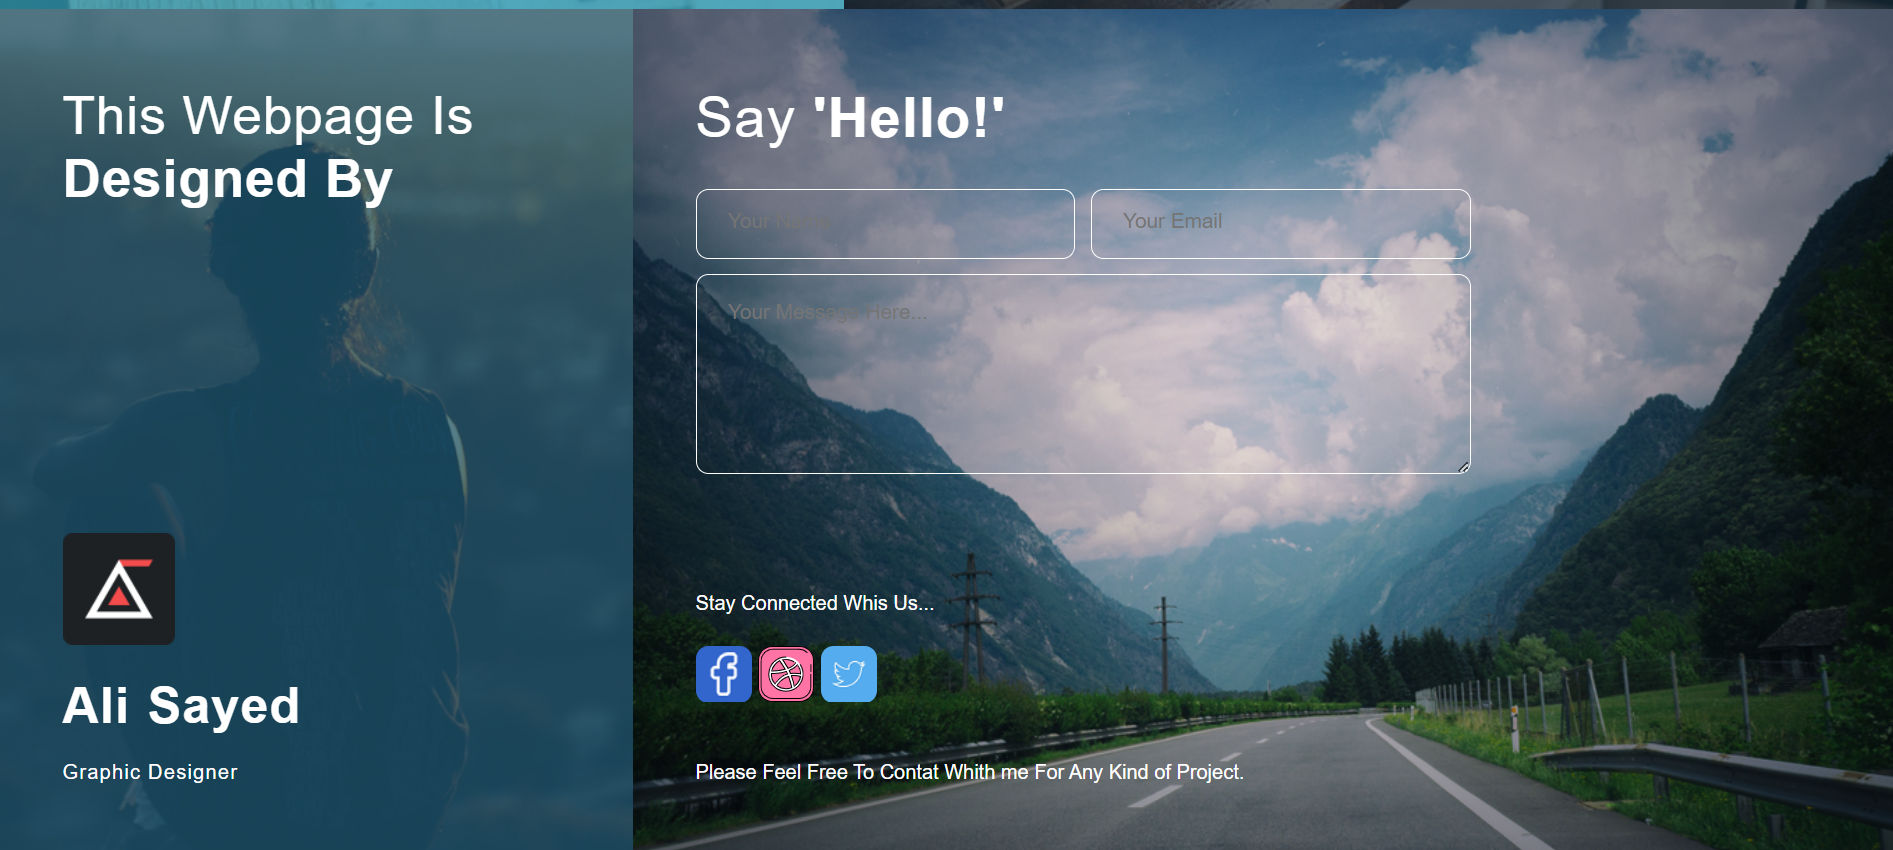 This Webpage Is
Designed By
Ali Sayed
Graphic Designer
Say 'Hello!'
Your Name
Your Email
Your Message Here...
Stay Connected Whis Us...
Please Feel Free To Contat Whith me For Any Kind of Project.